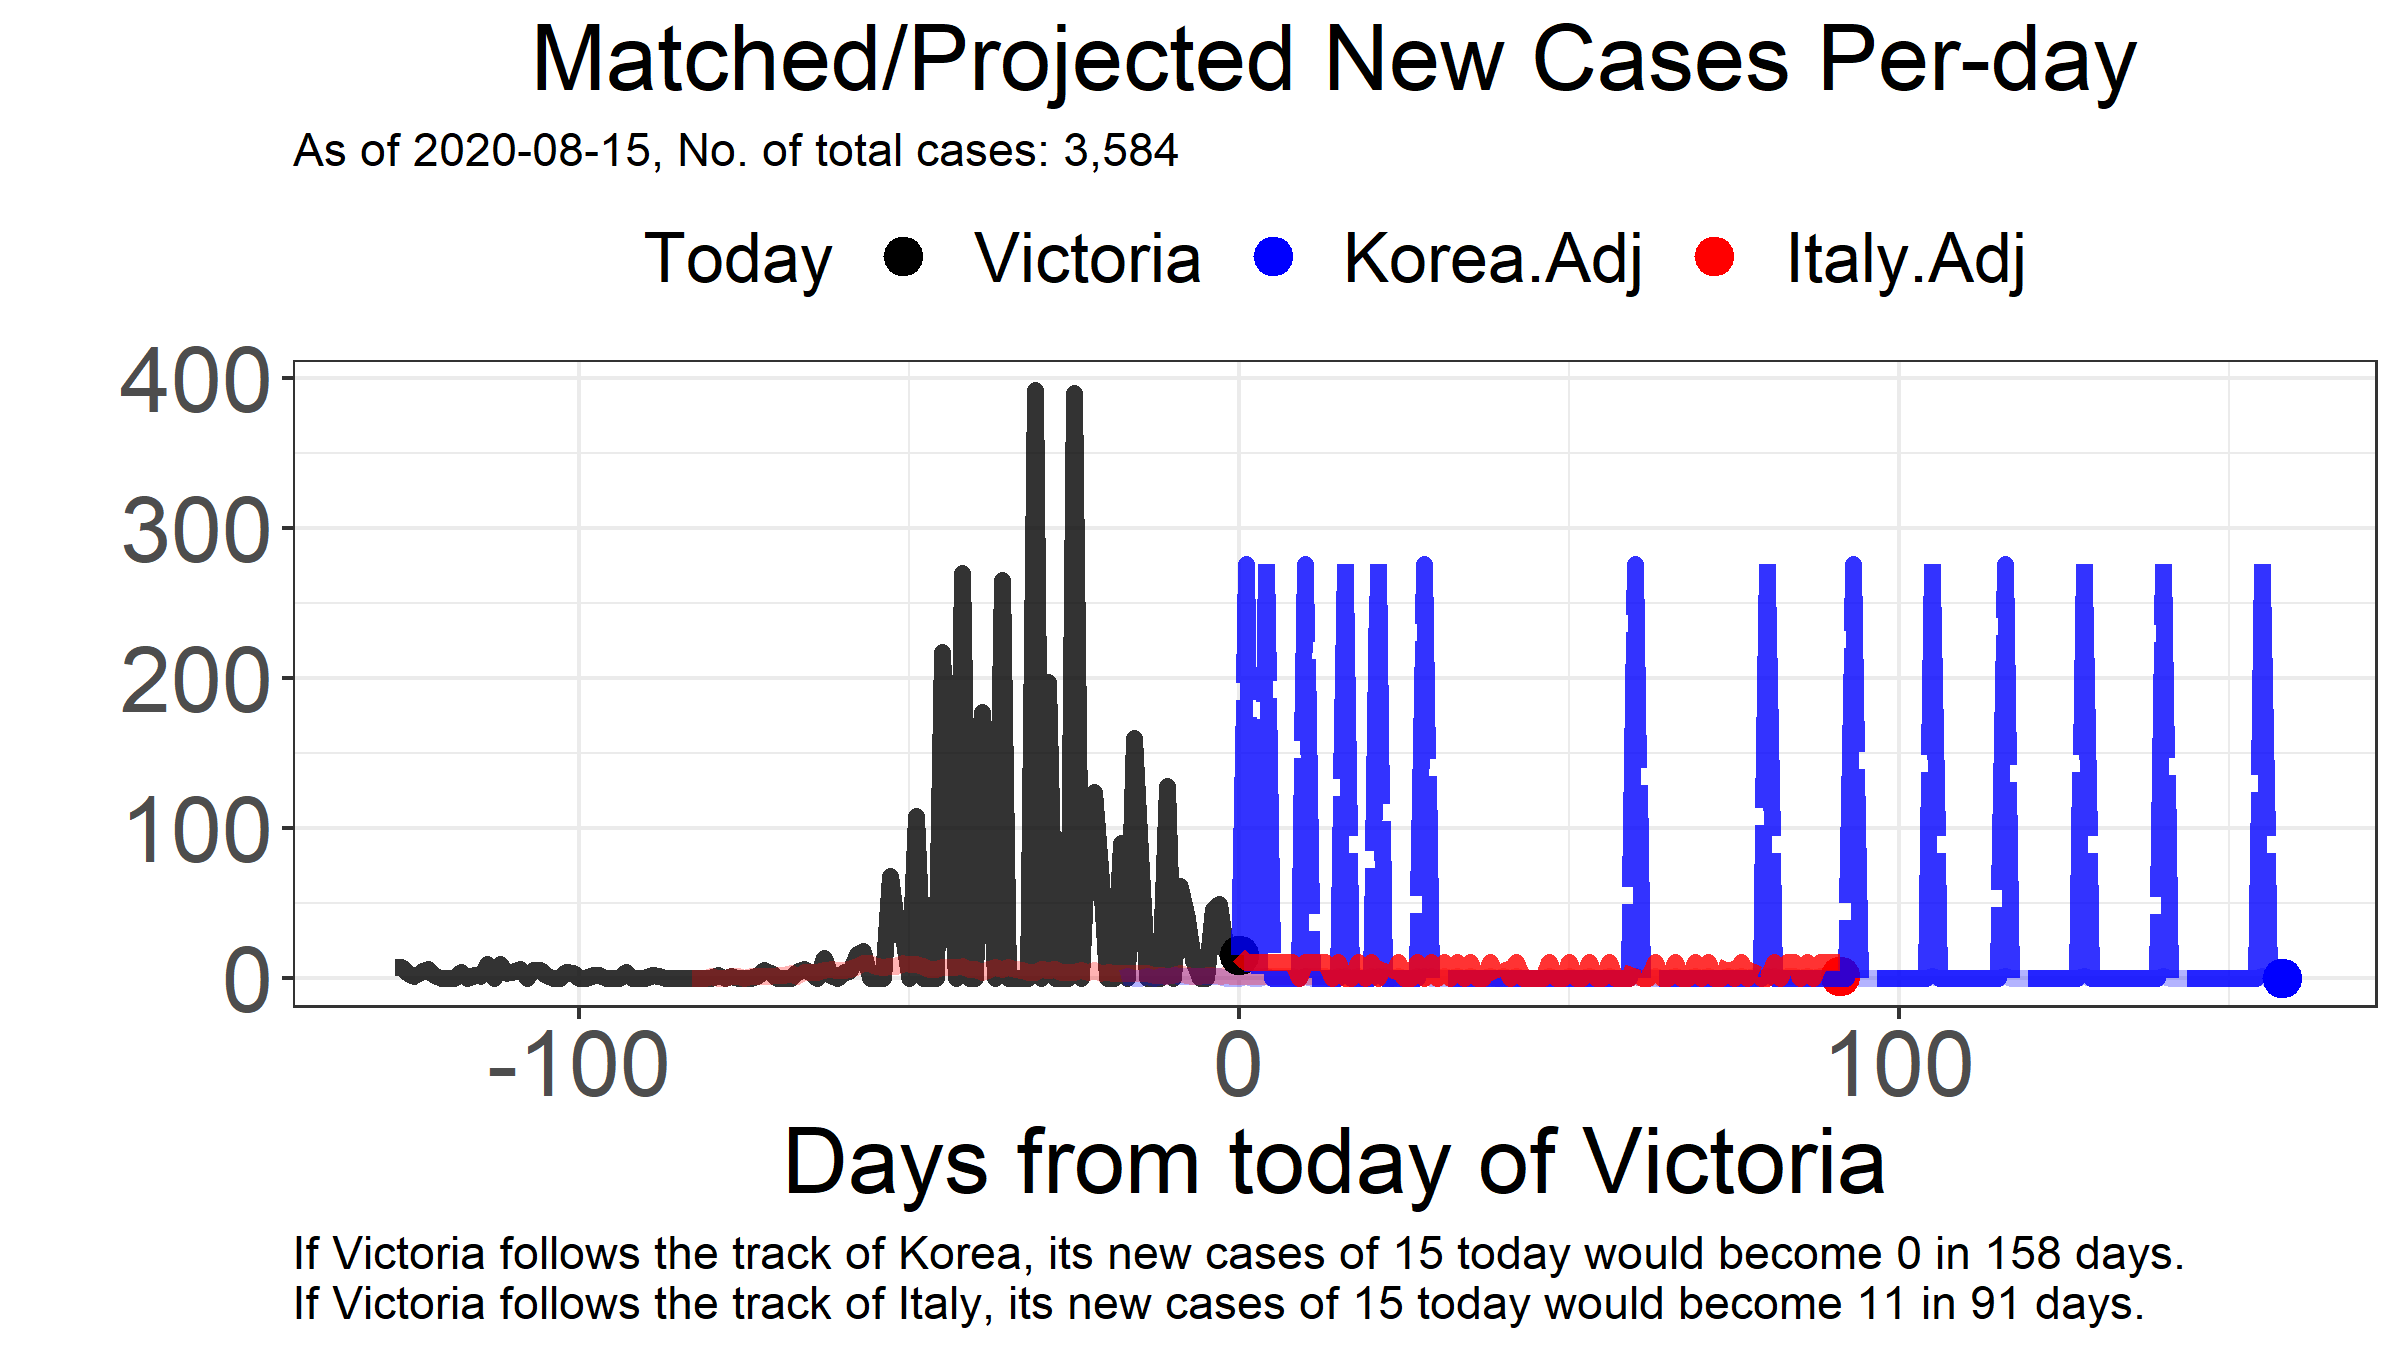 Matched/Projected New Cases Per-day
As of 2020-08-15, No. of total cases: 3,584
Today Victoria Korea.Adj Italy.Adj
400
300
200
100
0
-100 0 100
Days from today of Victoria
If Victoria follows the track of Korea, its new cases of 15 today would become 0 in 158 days.
If Victoria follows the track of Italy, its new cases of 15 today would become 11 in 91 days.